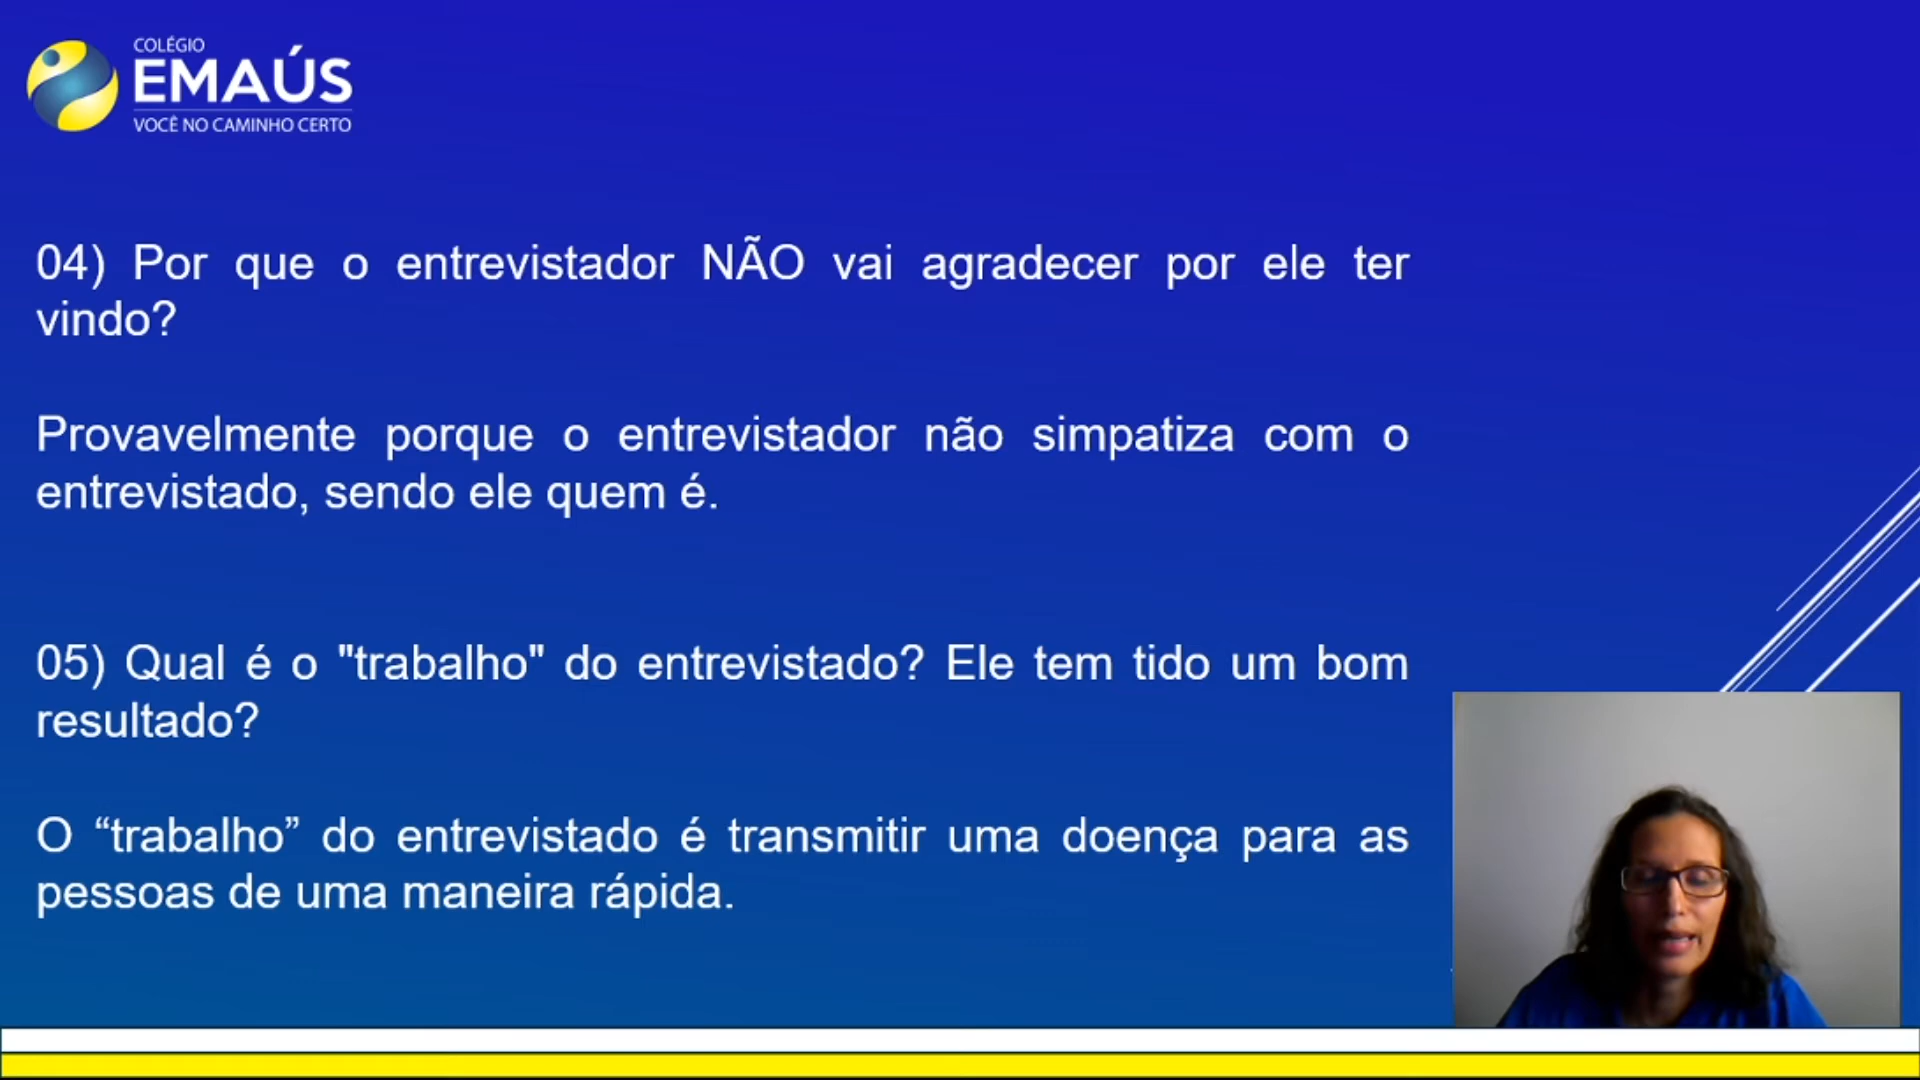 COLÉGIO
EMAÚS
VOCÊ NO CAMINHO CERTO
04) Por que o entrevistador NÃO vai agradecer por ele ter
vindo?
Provavelmente porque o entrevistador não simpatiza com o
entrevistado, sendo ele quem é.
05) Qual é o "trabalho" do entrevistado? Ele tem tido um bom
resultado?
O “trabalho” do entrevistado é transmitir uma doença para as
pessoas de uma maneira rápida.